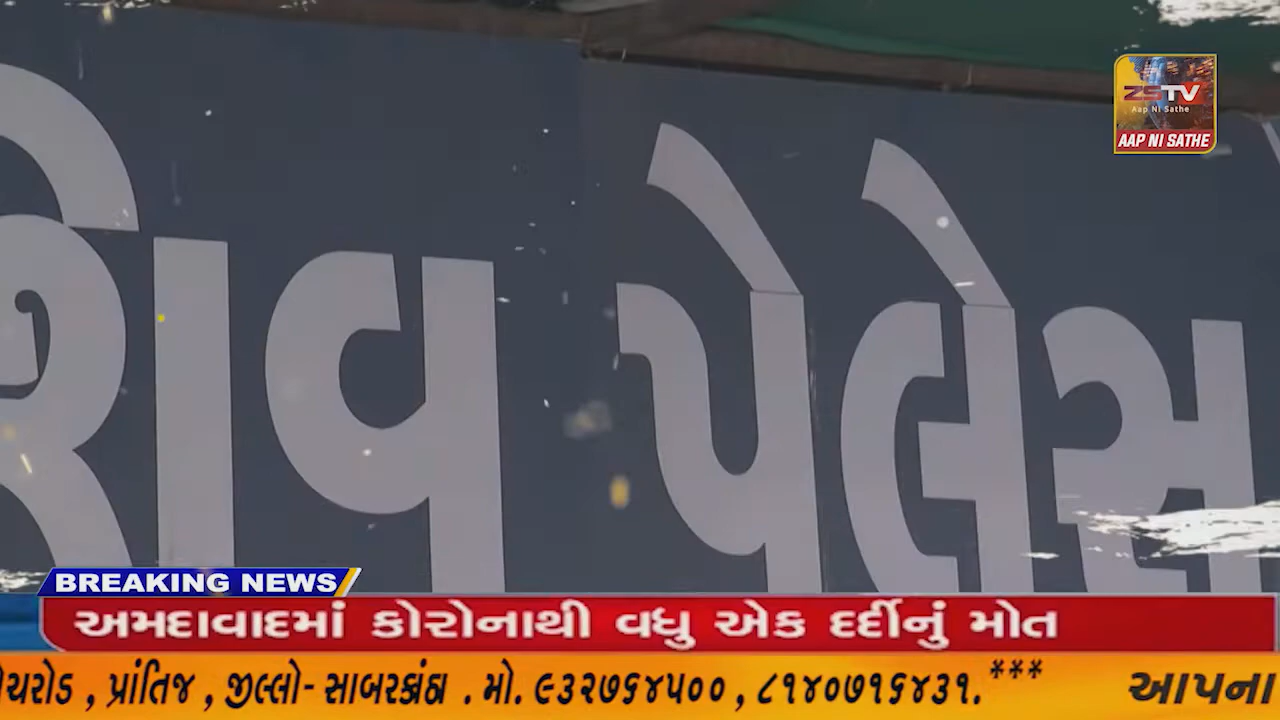 શિવ પેલેસ
ZSTV
Aap Ni Sathe
AAP NI SATHE
BREAKING NEWS
અમદાવાદમાં કોરોનાથી વધુ એક દર્દીનું મોત
પ્રાંતિજ , જીલ્લો- સાબરકાંઠા . મો. ૯૩૨૭૬૪૫૦૦ , ૮૧૪૦૭૧૬૪૩૧.*** આપના